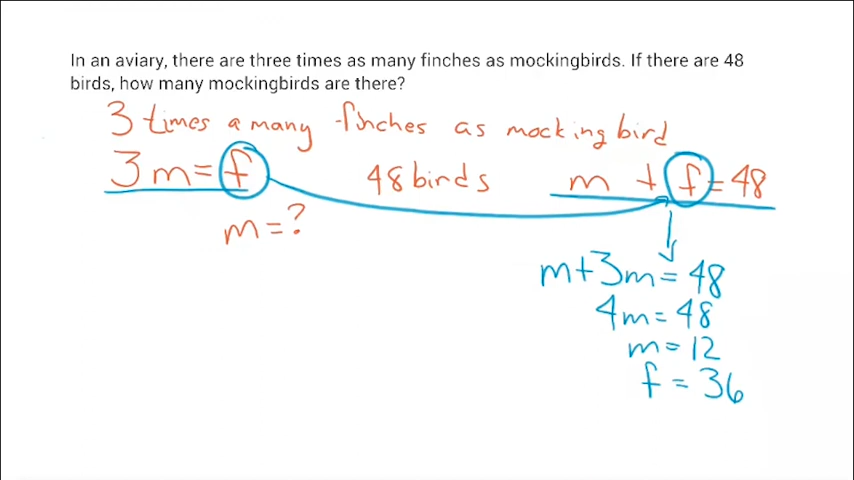 In an aviary, there are three times as many finches as mockingbirds. If there are 48
birds, how many mockingbirds are there?
3 times a many finches as mocking bird
3m = f 48 birds m + f = 48
m = ?
m + 3m = 48
4m = 48
m = 12
f = 36